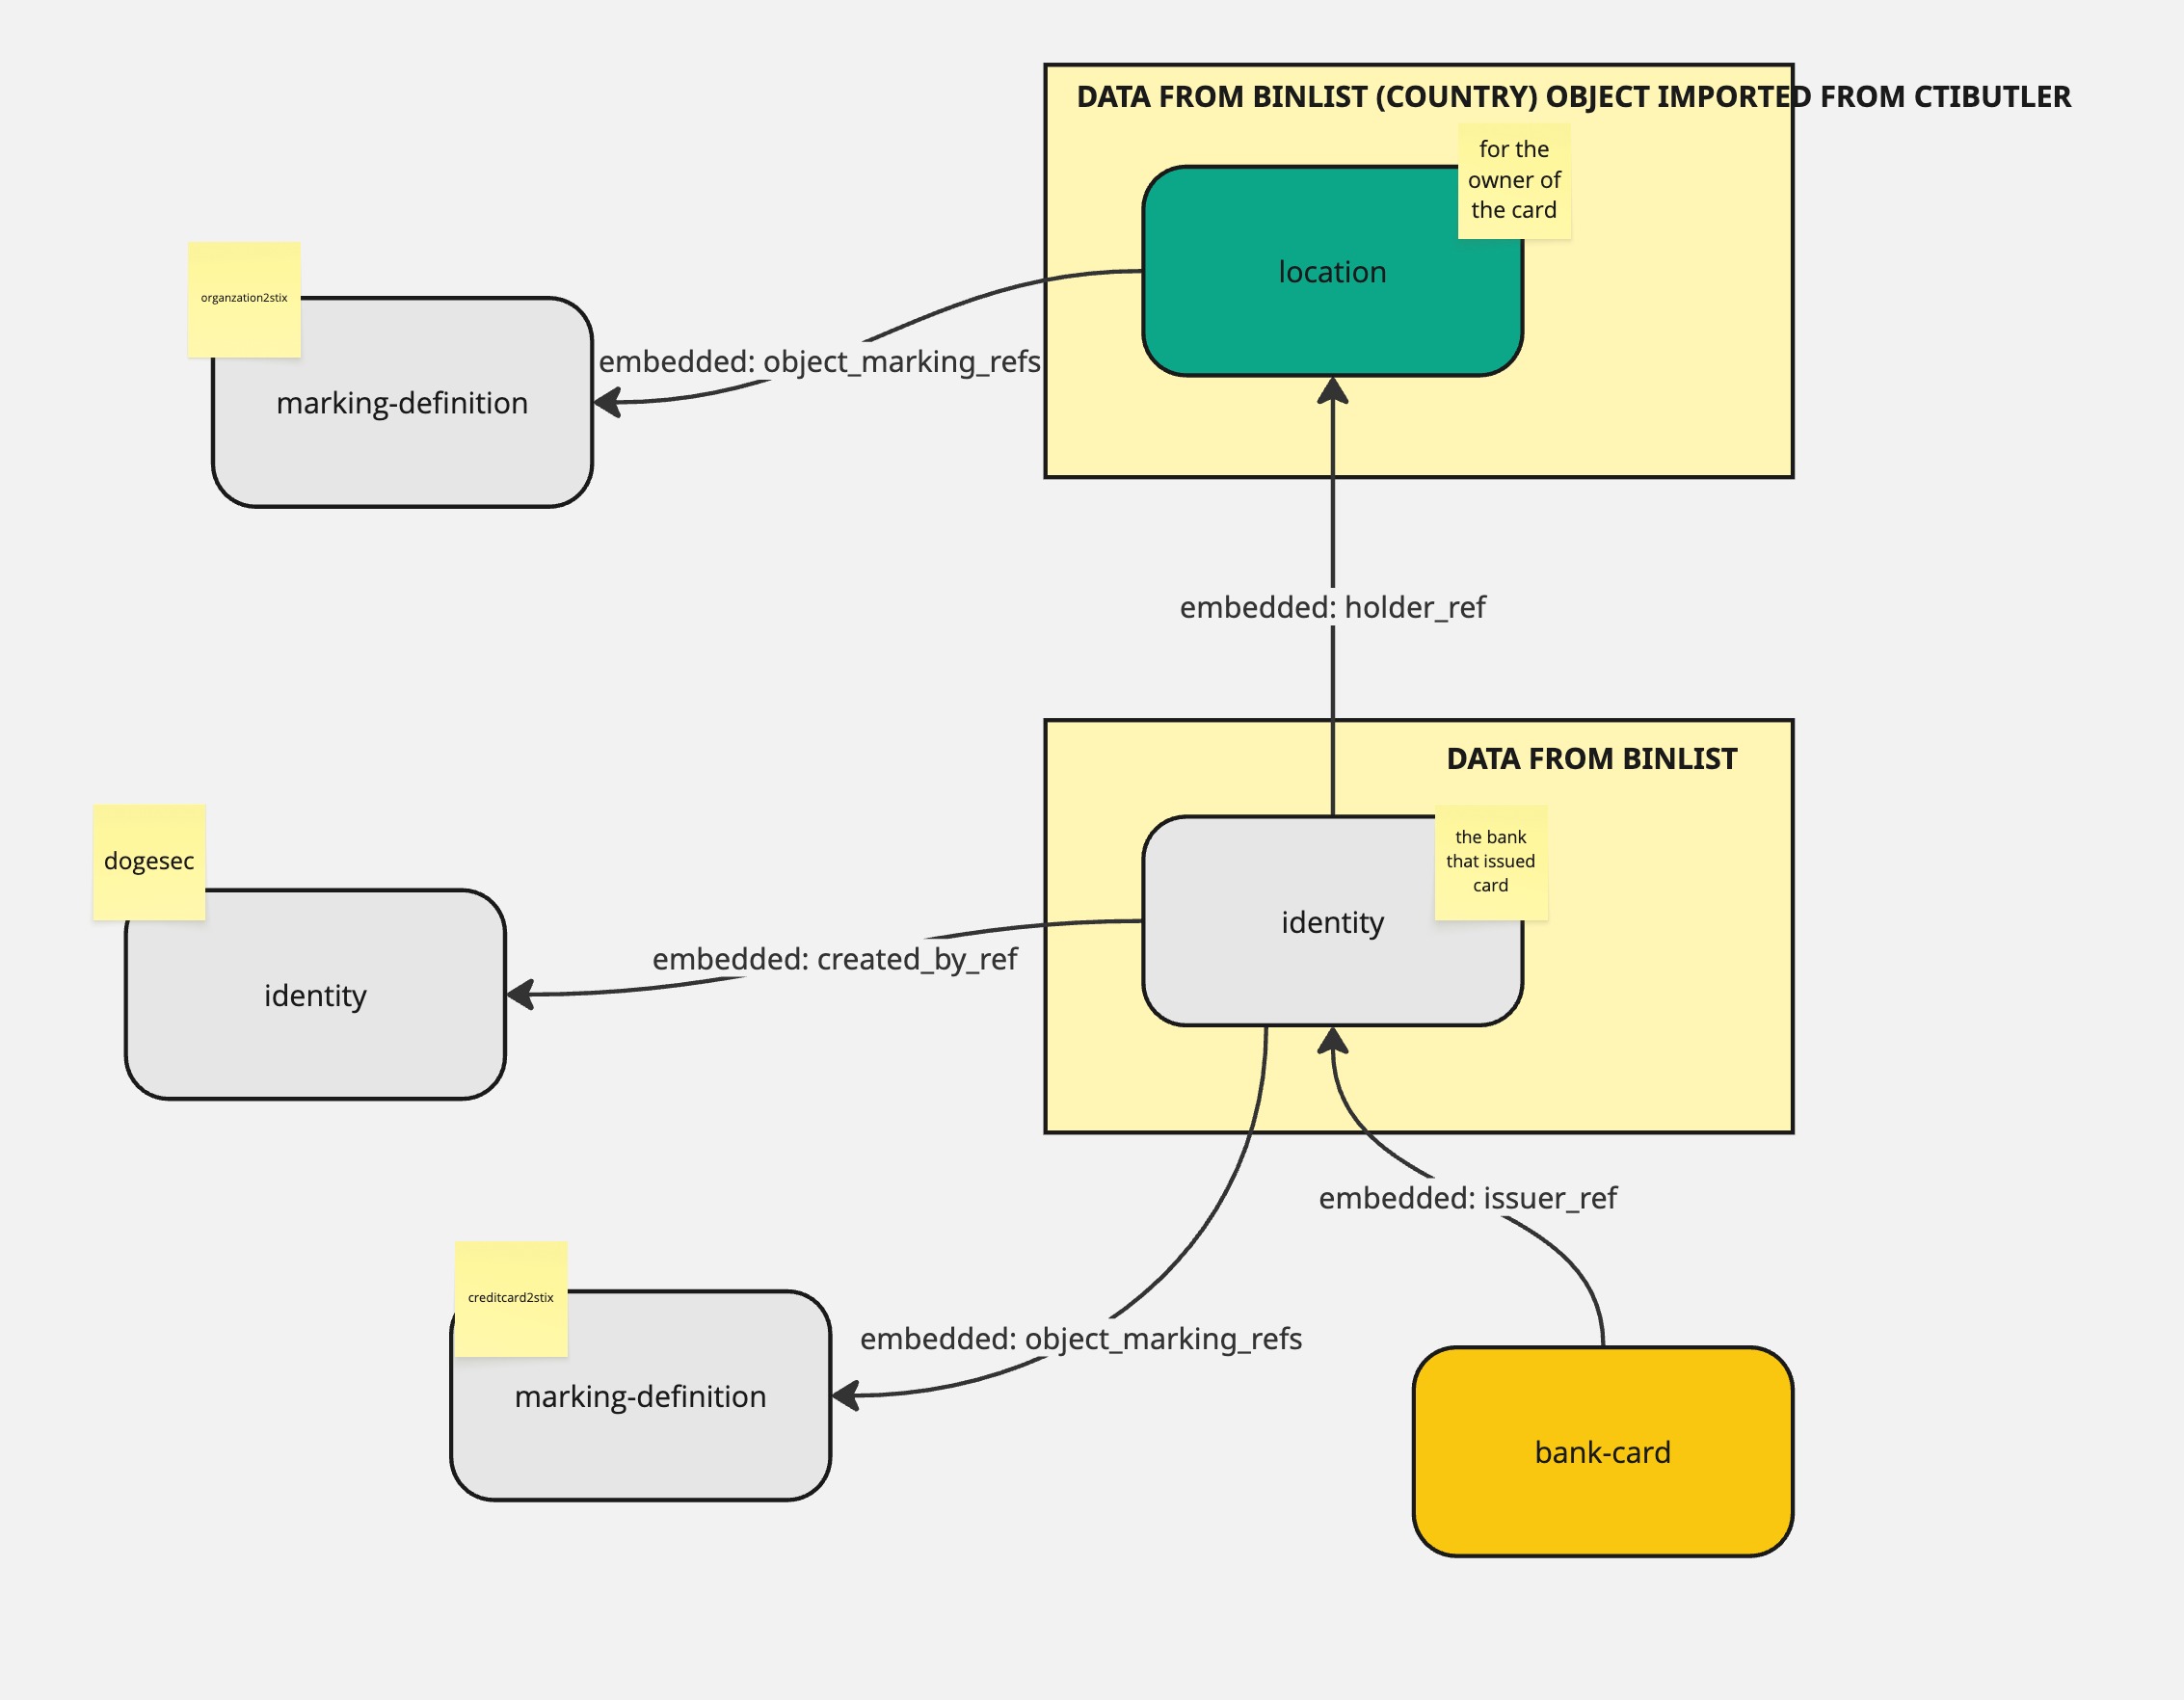 DATA FROM BINLIST (COUNTRY) OBJECT IMPORTED FROM CTIBUTLER
for the
owner of
the card
location
organzation2stix
marking-definition
embedded: object_marking_refs
embedded: holder_ref
DATA FROM BINLIST
the bank
that issued
card
identity
dogesec
identity
embedded: created_by_ref
embedded: issuer_ref
creditcard2stix
marking-definition
embedded: object_marking_refs
bank-card